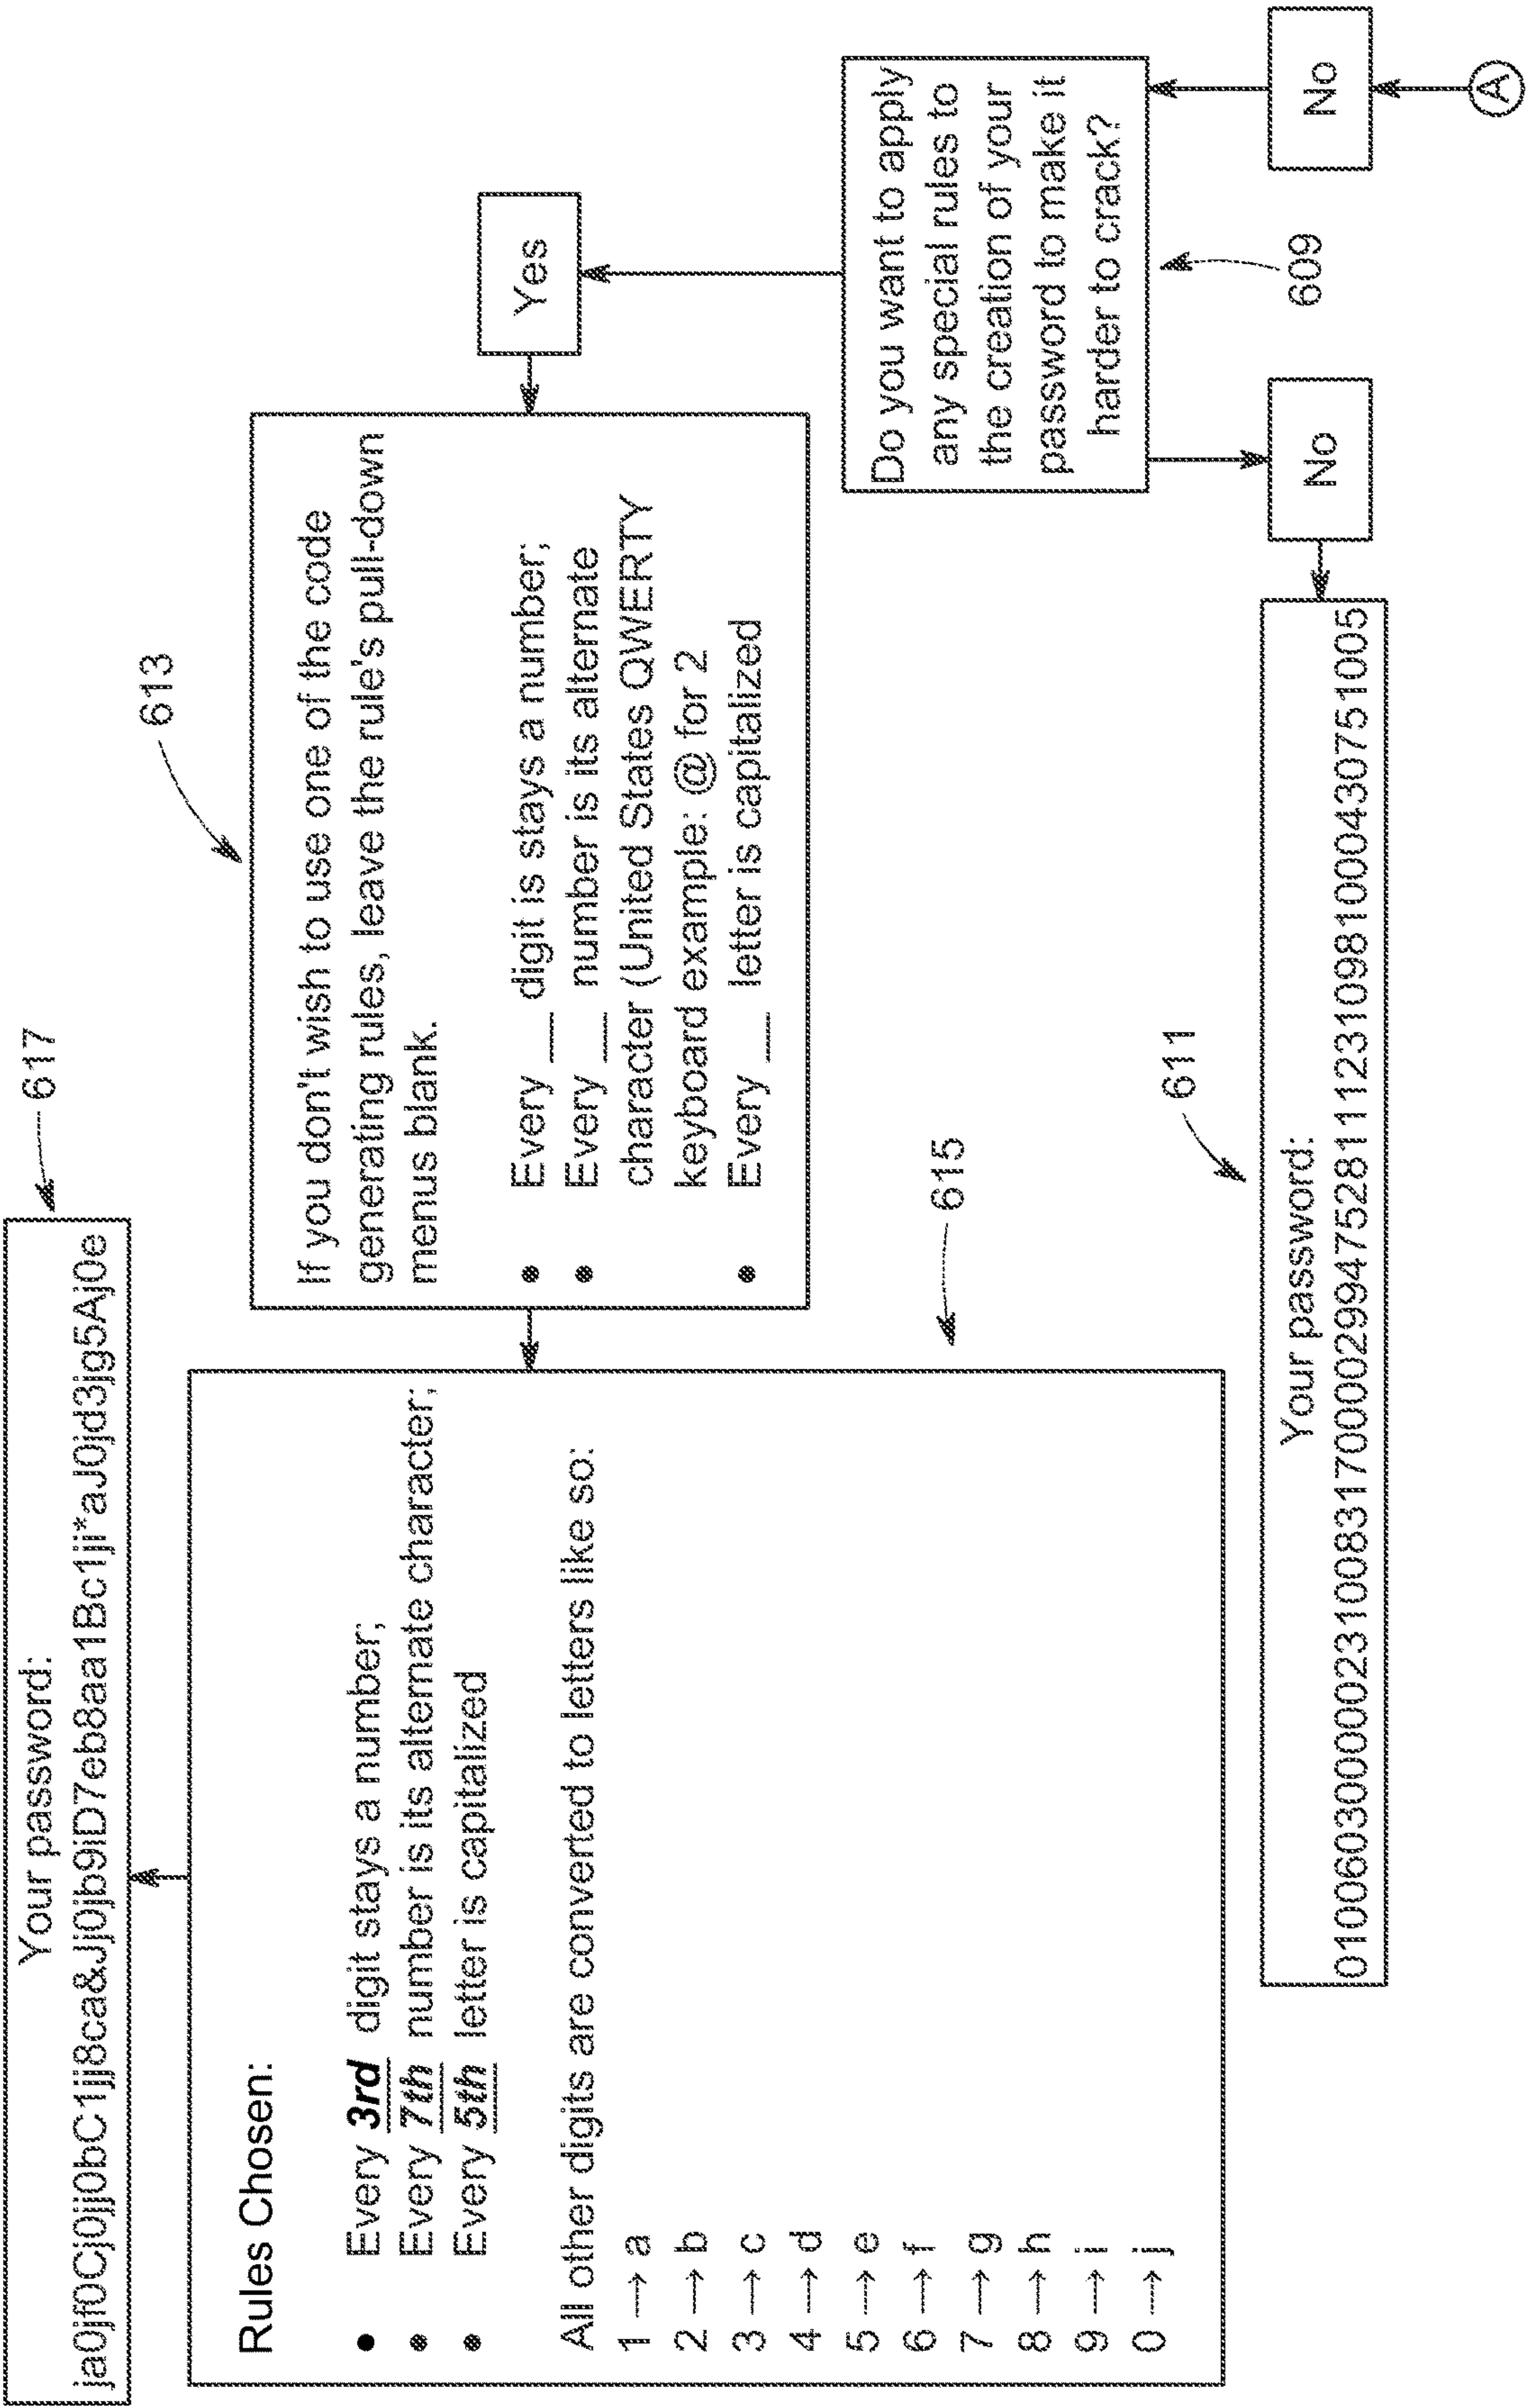 617
Your password:
ja0jf0Cj0jj0bC1jj8ca&Jj0jb9iD7eb8aa1Bc1ji*aJ0jd3jg5Aj0e
613
Rules Chosen:
• Every 3rd digit stays a number;
• Every 7th number is its alternate character;
• Every 5th letter is capitalized
All other digits are converted to letters like so:
1 → a
2 → b
3 → c
4 → d
5 → e
6 → f
7 → g
8 → h
9 → i
0 → j
If you don't wish to use one of the code
generating rules, leave the rule's pull-down
menus blank.
• Every __ digit is stays a number;
• Every __ number is its alternate
character (United States QWERTY
keyboard example: @ for 2
• Every __ letter is capitalized
Yes
615
Do you want to apply
any special rules to
the creation of your
password to make it
harder to crack?
609
611
Your password:
0100603000002310083170000299475281112310981000430751005
No
No
A